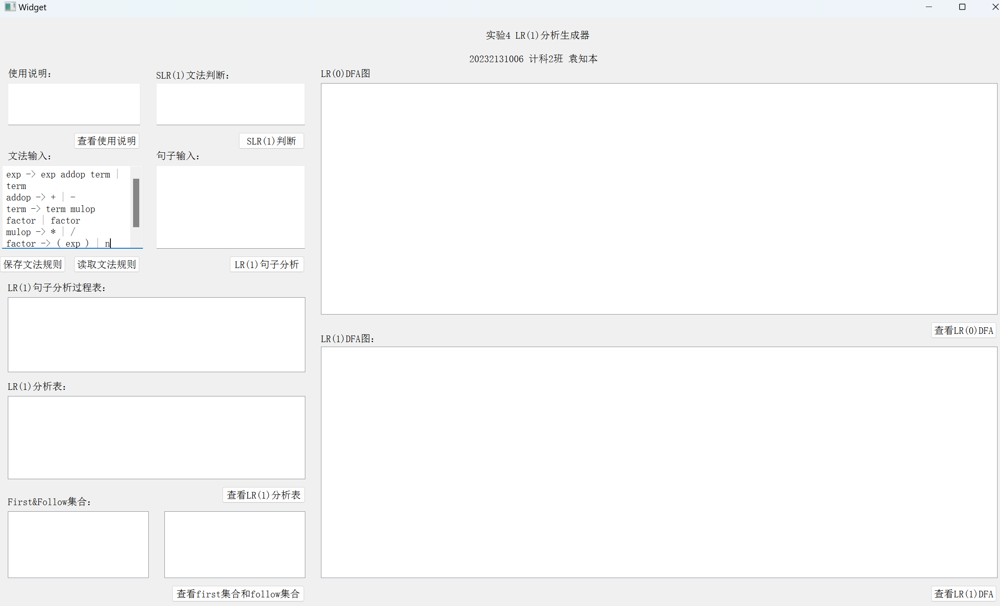 Widget
实验4 LR(1)分析生成器
20232131006 计科2班 袁知本
使用说明：
SLR(1)文法判断：
LR(0)DFA图
查看使用说明
SLR(1)判断
文法输入：
句子输入：
exp -> exp addop term |
term
addop -> + | -
term -> term mulop
factor | factor
mulop -> * | /
factor -> ( exp ) | n
保存文法规则
读取文法规则
LR(1)句子分析
LR(1)句子分析过程表：
查看LR(0)DFA
LR(1)DFA图：
LR(1)分析表：
查看LR(1)分析表
First&Follow集合：
查看first集合和follow集合
查看LR(1)DFA